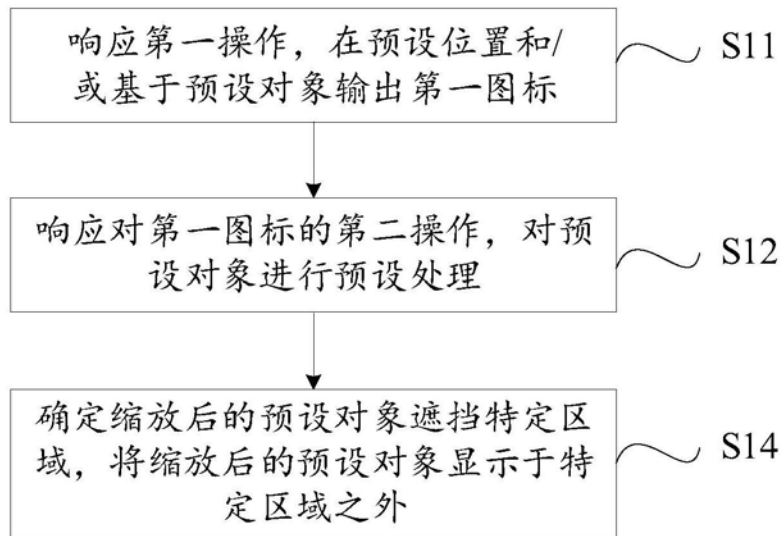 响应第一操作，在预设位置和/
或基于预设对象输出第一图标
S11
响应对第一图标的第二操作，对预
设对象进行预设处理
S12
确定缩放后的预设对象遮挡特定区
域，将缩放后的预设对象显示于特
定区域之外
S14